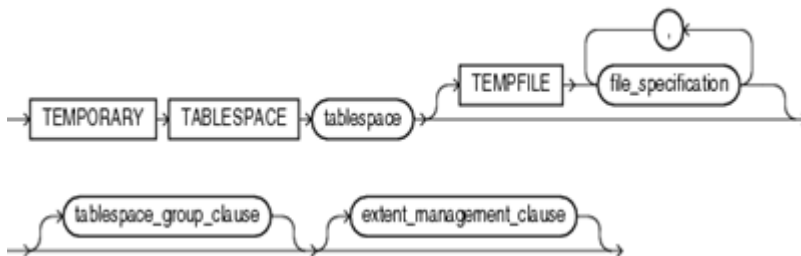 ,
TEMPORARY TABLESPACE tablespace TEMPFILE file_specification
tablespace_group_clause extent_management_clause